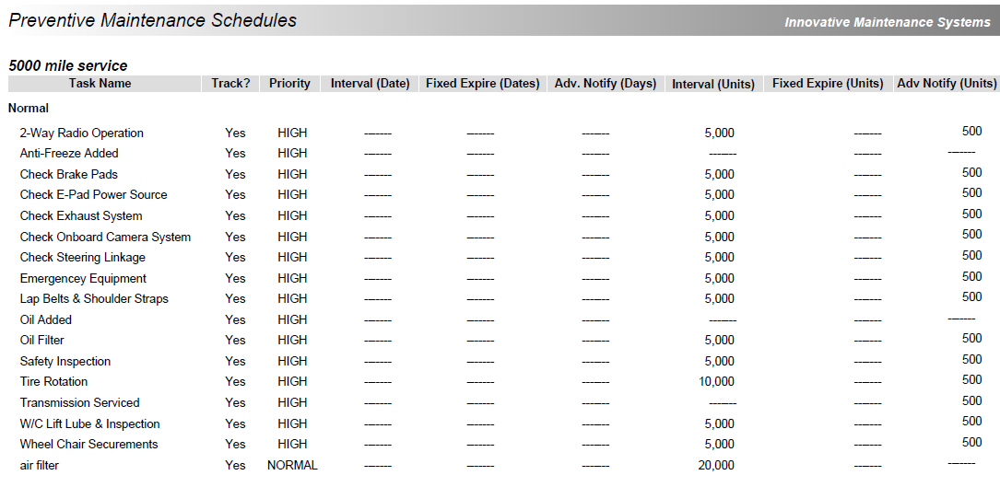 Preventive Maintenance Schedules Innovative Maintenance Systems
5000 mile service
Task Name Track? Priority Interval (Date) Fixed Expire (Dates) Adv. Notify (Days) Interval (Units) Fixed Expire (Units) Adv Notify (Units)
Normal
2-Way Radio Operation Yes HIGH ------- ------- ------- 5,000 ------- 500
Anti-Freeze Added Yes HIGH ------- ------- ------- ------- ------- -------
Check Brake Pads Yes HIGH ------- ------- ------- 5,000 ------- 500
Check E-Pad Power Source Yes HIGH ------- ------- ------- 5,000 ------- 500
Check Exhaust System Yes HIGH ------- ------- ------- 5,000 ------- 500
Check Onboard Camera System Yes HIGH ------- ------- ------- 5,000 ------- 500
Check Steering Linkage Yes HIGH ------- ------- ------- 5,000 ------- 500
Emergencey Equipment Yes HIGH ------- ------- ------- 5,000 ------- 500
Lap Belts & Shoulder Straps Yes HIGH ------- ------- ------- 5,000 ------- 500
Oil Added Yes HIGH ------- ------- ------- ------- ------- -------
Oil Filter Yes HIGH ------- ------- ------- 5,000 ------- 500
Safety Inspection Yes HIGH ------- ------- ------- 5,000 ------- 500
Tire Rotation Yes HIGH ------- ------- ------- 10,000 ------- 500
Transmission Serviced Yes HIGH ------- ------- ------- ------- ------- 500
W/C Lift Lube & Inspection Yes HIGH ------- ------- ------- 5,000 ------- 500
Wheel Chair Securements Yes HIGH ------- ------- ------- 5,000 ------- 500
air filter Yes NORMAL ------- ------- ------- 20,000 ------- -------